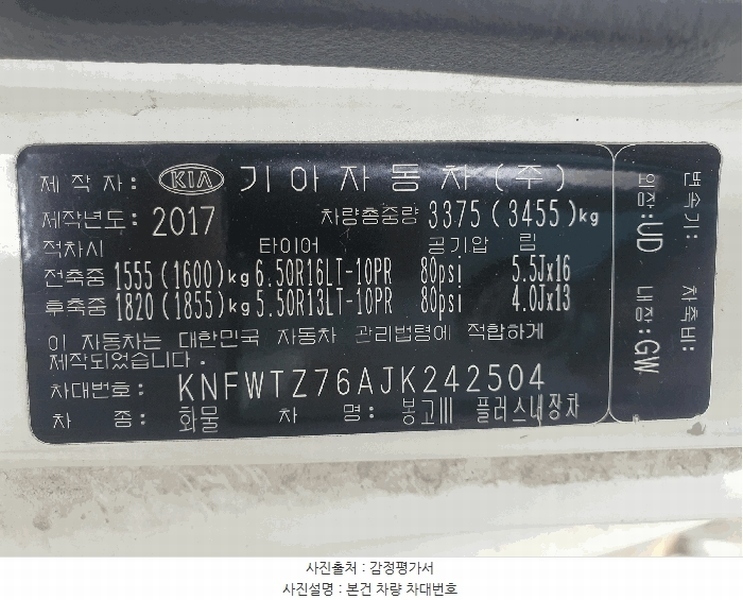 제 작 자 : KIA 기 아 자 동 차 ( 주 )
제작년도 : 2017 차량총중량 3375 ( 3455 )kg
적차시 타이어 공기압 림
전축중 1555 (1600)kg 6.50R16LT-10PR 80psi 5.5Jx16
후축중 1820 (1855)kg 5.50R13LT-10PR 80psi 4.0Jx13
이 자동차는 대한민국 자동차 관리법령에 적합하게
제작되었습니다.
차대번호 : KNFWTZ76AJK242504
차 종 : 화물 차 명 : 봉고III 플러스내장차
변속기 : 차축비 :
외장:UD 내장:GW
사진출처 : 감정평가서
사진설명 : 본건 차량 차대번호